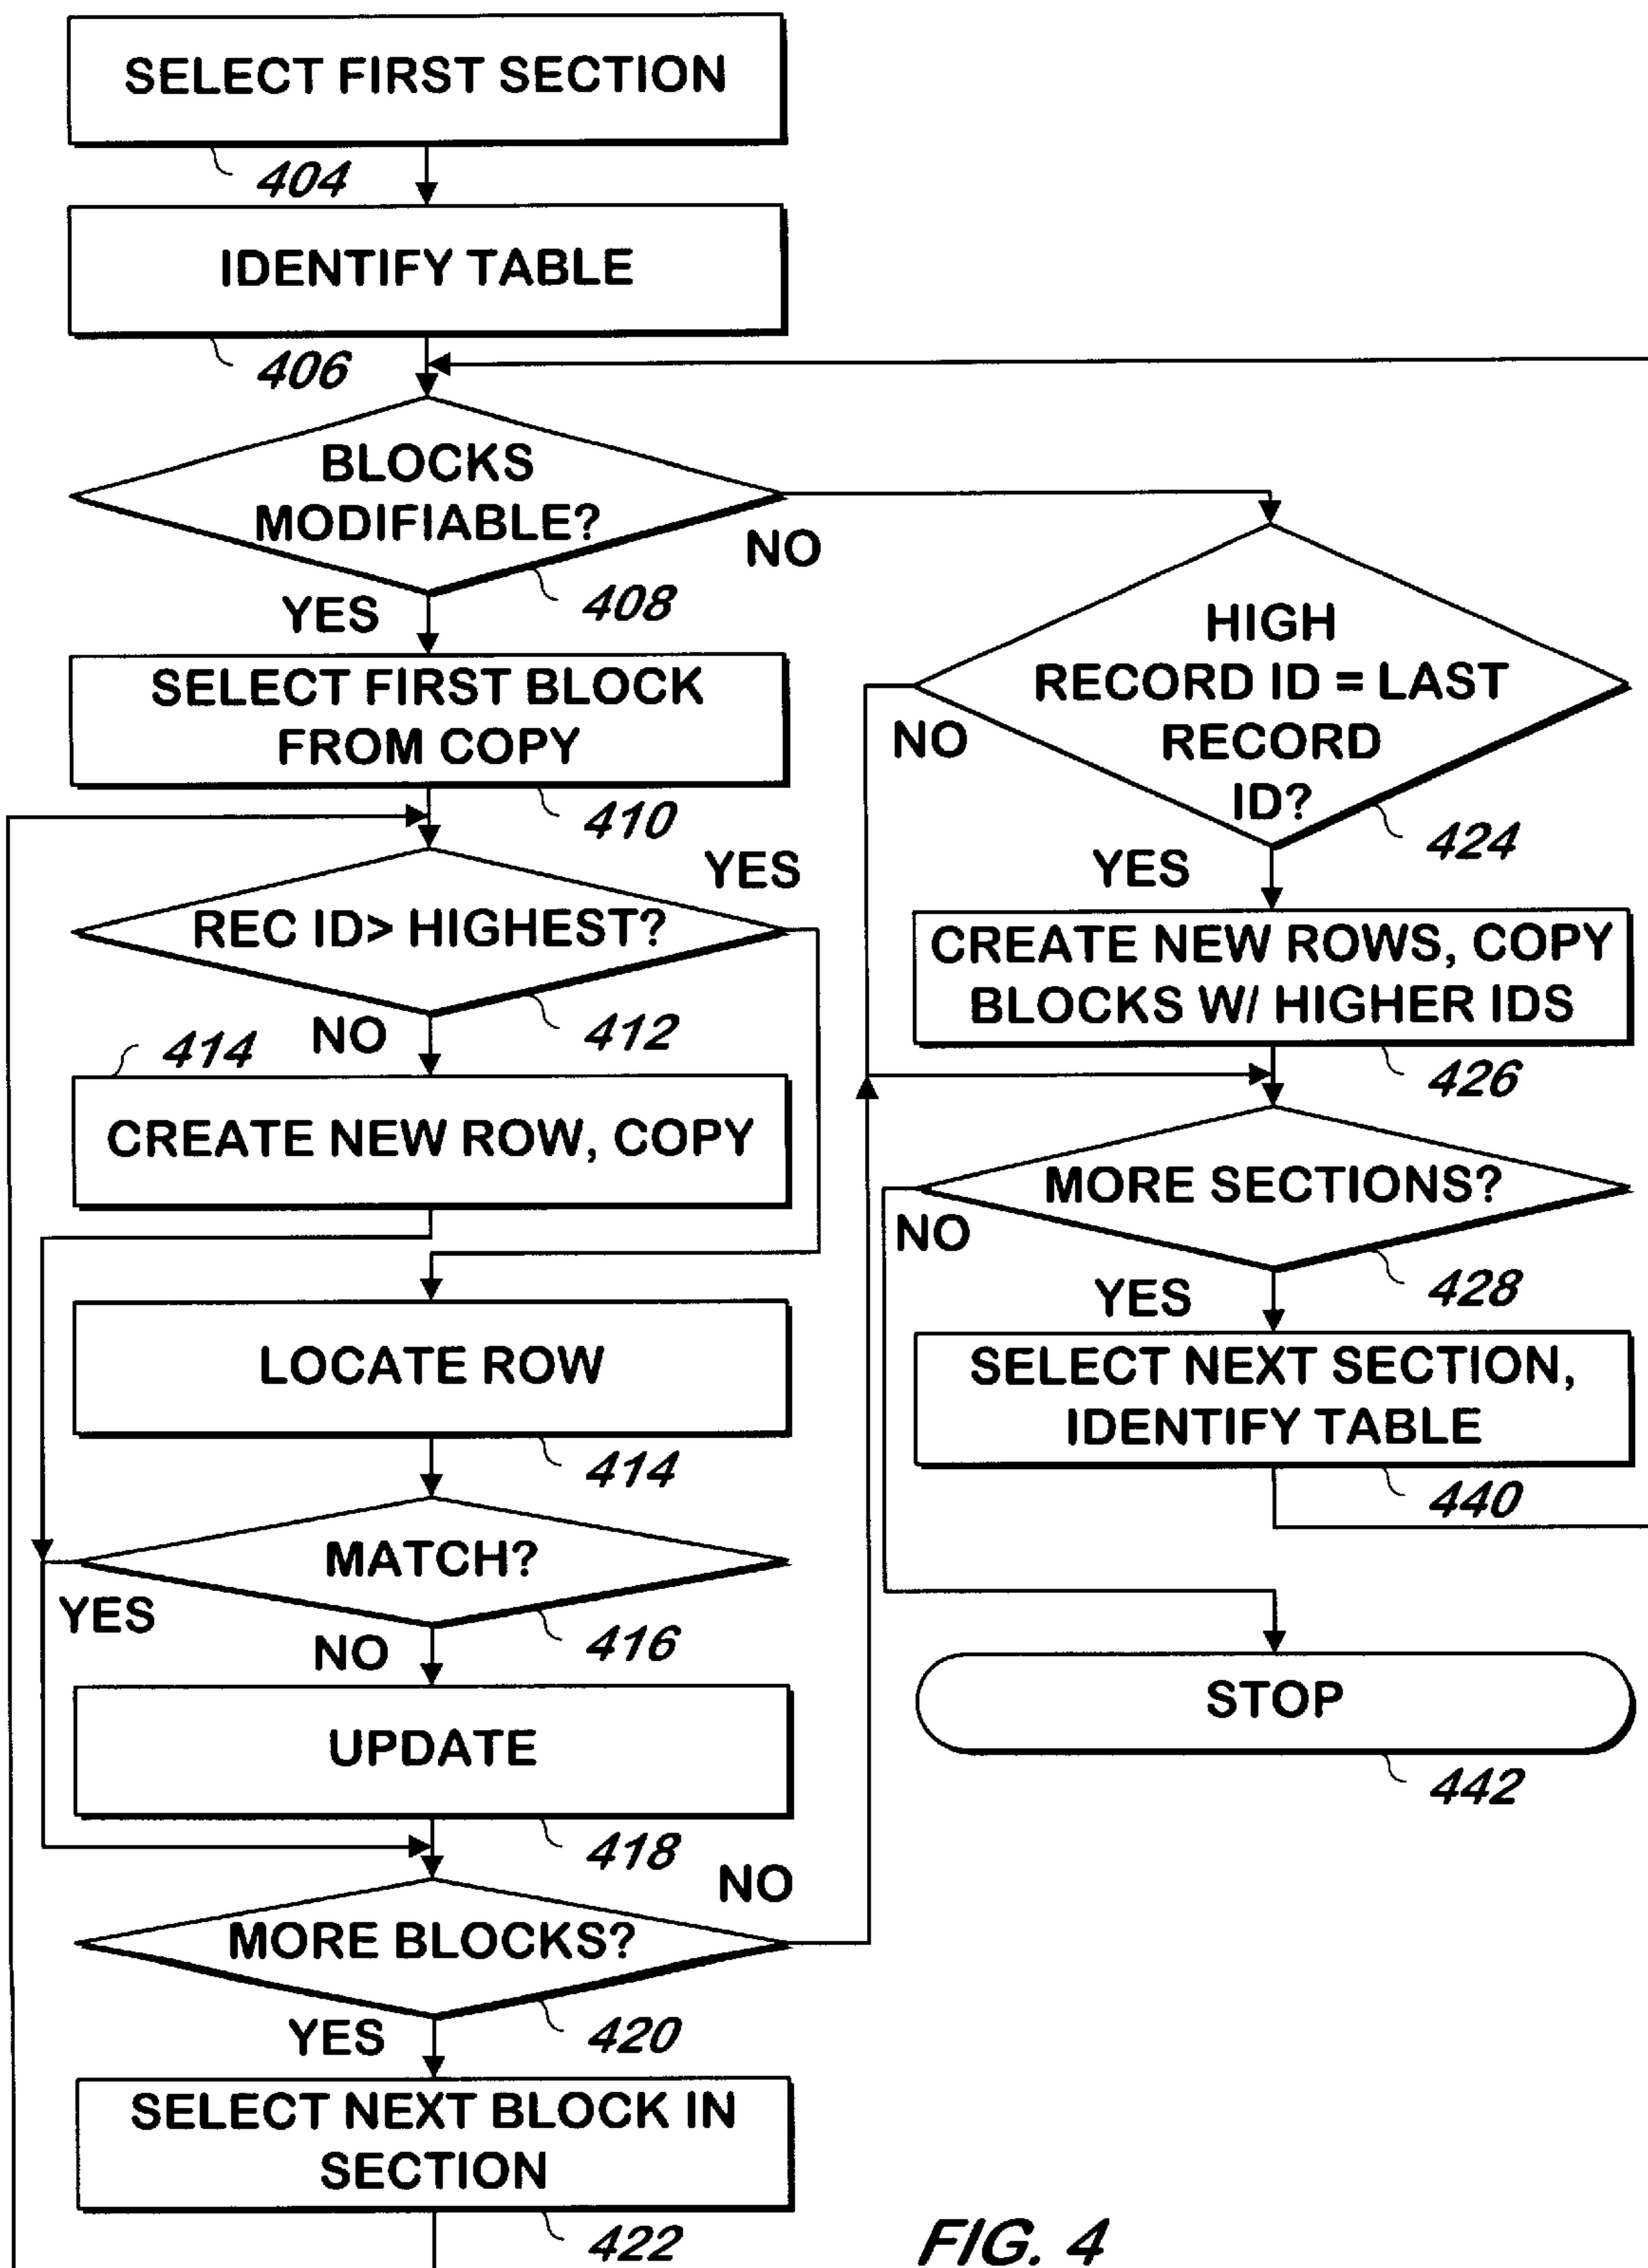 SELECT FIRST SECTION
404
IDENTIFY TABLE
406
BLOCKS
MODIFIABLE?
NO
408
YES
SELECT FIRST BLOCK
FROM COPY
410
YES
REC ID> HIGHEST?
412
NO
414
CREATE NEW ROW, COPY
LOCATE ROW
414
MATCH?
YES
416
NO
UPDATE
418
NO
MORE BLOCKS?
420
YES
SELECT NEXT BLOCK IN
SECTION
422
HIGH
RECORD ID = LAST
RECORD
ID?
NO
424
YES
CREATE NEW ROWS, COPY
BLOCKS W/ HIGHER IDS
426
MORE SECTIONS?
NO
428
YES
SELECT NEXT SECTION,
IDENTIFY TABLE
440
STOP
442
FIG. 4